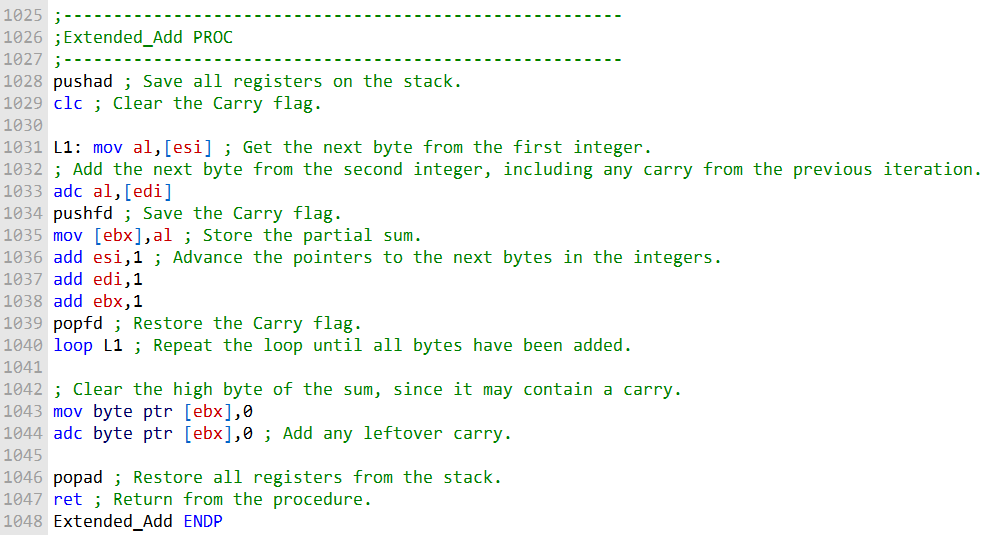 1025 ;--------------------------------------------------------
1026 ;Extended_Add PROC
1027 ;--------------------------------------------------------
1028 pushad ; Save all registers on the stack.
1029 clc ; Clear the Carry flag.
1030
1031 L1: mov al,[esi] ; Get the next byte from the first integer.
1032 ; Add the next byte from the second integer, including any carry from the previous iteration.
1033 adc al,[edi]
1034 pushfd ; Save the Carry flag.
1035 mov [ebx],al ; Store the partial sum.
1036 add esi,1 ; Advance the pointers to the next bytes in the integers.
1037 add edi,1
1038 add ebx,1
1039 popfd ; Restore the Carry flag.
1040 loop L1 ; Repeat the loop until all bytes have been added.
1041
1042 ; Clear the high byte of the sum, since it may contain a carry.
1043 mov byte ptr [ebx],0
1044 adc byte ptr [ebx],0 ; Add any leftover carry.
1045
1046 popad ; Restore all registers from the stack.
1047 ret ; Return from the procedure.
1048 Extended_Add ENDP